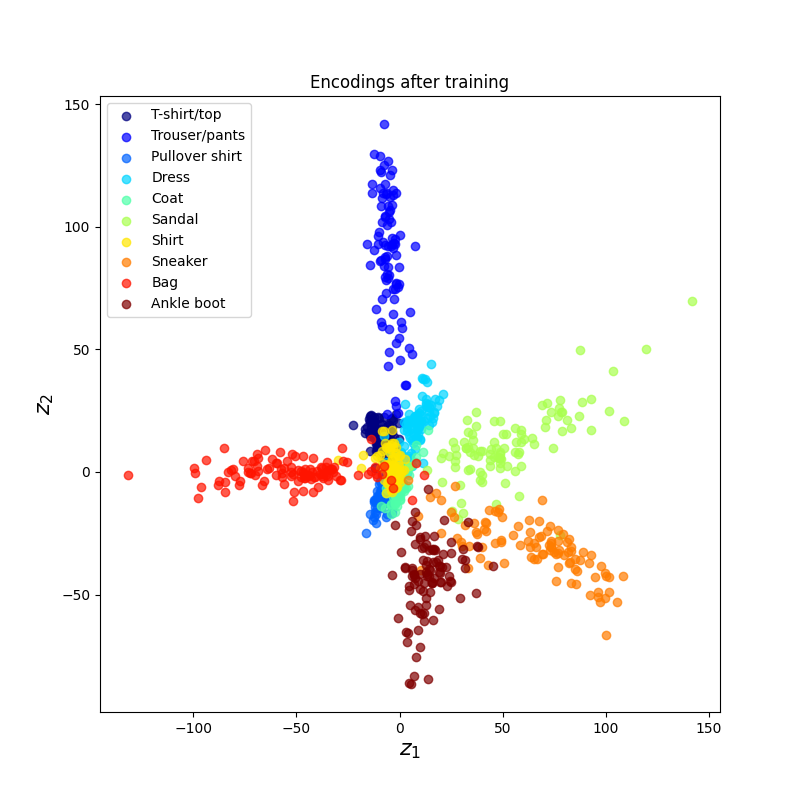 Encodings after training
150
100
50
0
−50
z2
T-shirt/top
Trouser/pants
Pullover shirt
Dress
Coat
Sandal
Shirt
Sneaker
Bag
Ankle boot
−100 −50 0 50 100 150
z1